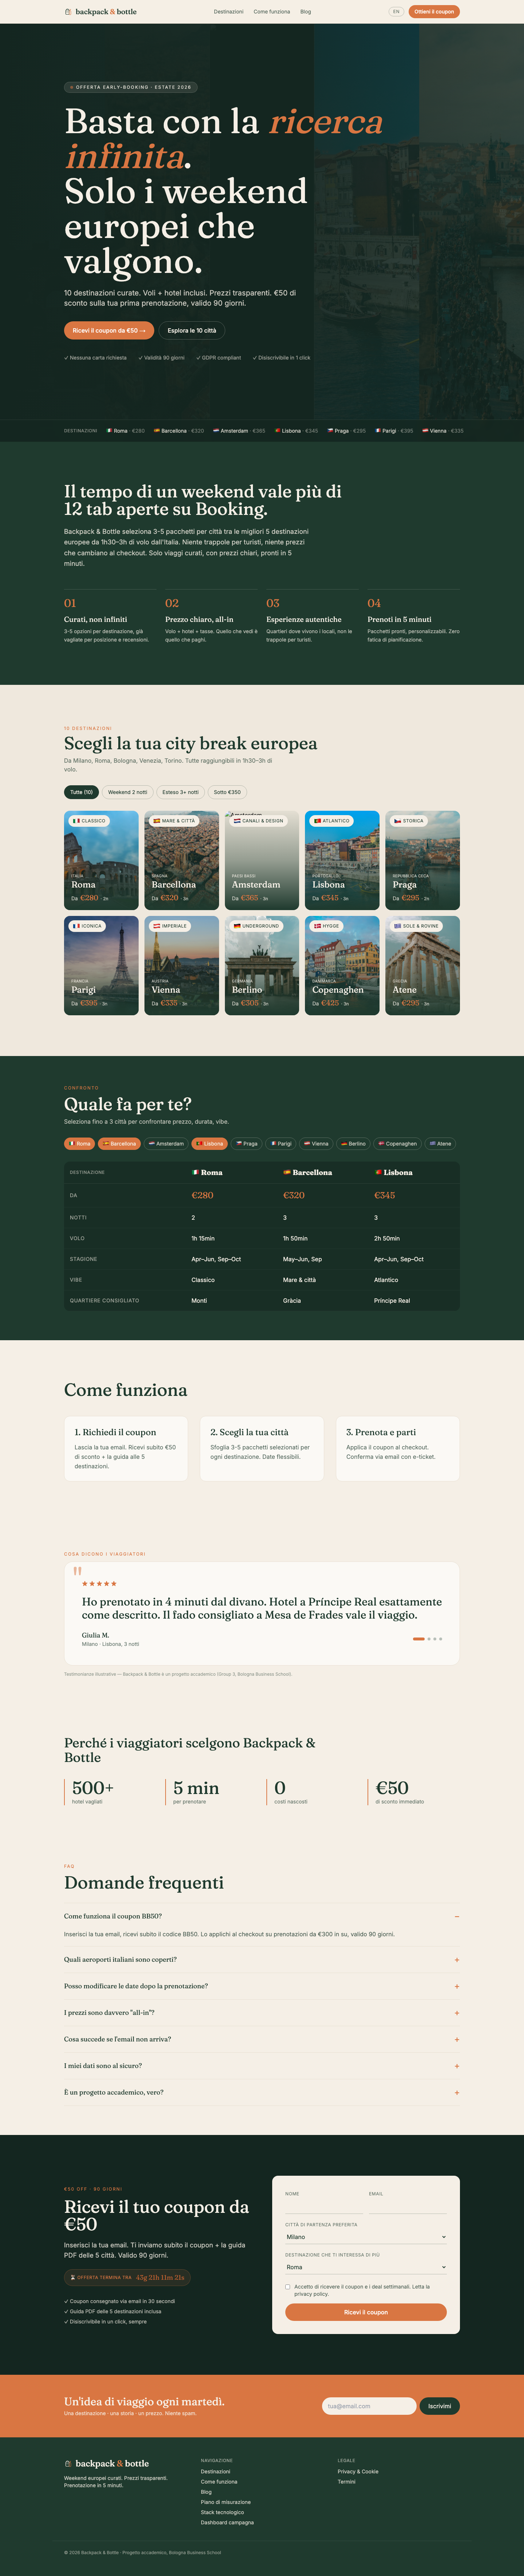 backpack & bottle
Destinazioni
Come funziona
Blog
EN
Ottieni il coupon
OFFERTA EARLY-BOOKING · ESTATE 2026
Basta con la ricerca
infinita.
Solo i weekend
europei che
valgono.
10 destinazioni curate. Voli + hotel inclusi. Prezzi trasparenti. €50 di
sconto sulla tua prima prenotazione, valido 90 giorni.
Ricevi il coupon da €50 →
Esplora le 10 città
✓ Nessuna carta richiesta
✓ Validità 90 giorni
✓ GDPR compliant
✓ Disiscrivibile in 1 click
DESTINAZIONI
Roma · €280
Barcellona · €320
Amsterdam · €365
Lisbona · €345
Praga · €295
Parigi · €395
Vienna · €335
Il tempo di un weekend vale più di
12 tab aperte su Booking.
Backpack & Bottle seleziona 3-5 pacchetti per città tra le migliori 5 destinazioni
europee da 1h30–3h di volo dall'Italia. Niente trappole per turisti, niente prezzi
che cambiano al checkout. Solo viaggi curati, con prezzi chiari, pronti in 5
minuti.
01
Curati, non infiniti
3-5 opzioni per destinazione, già
vagliate per posizione e recensioni.
02
Prezzo chiaro, all-in
Volo + hotel + tasse. Quello che vedi è
quello che paghi.
03
Esperienze autentiche
Quartieri dove vivono i locali, non le
trappole per turisti.
04
Prenoti in 5 minuti
Pacchetti pronti, personalizzabili. Zero
fatica di pianificazione.
10 DESTINAZIONI
Scegli la tua city break europea
Da Milano, Roma, Bologna, Venezia, Torino. Tutte raggiungibili in 1h30–3h di
volo.
Tutte (10)
Weekend 2 notti
Esteso 3+ notti
Sotto €350
CLASSICO
ITALIA
Roma
Da €280 · 2n
MARE & CITTÀ
SPAGNA
Barcellona
Da €320 · 3n
CANALI & DESIGN
PAESI BASSI
Amsterdam
Da €365 · 3n
ATLANTICO
PORTOGALLO
Lisbona
Da €345 · 3n
STORICA
REPUBBLICA CECA
Praga
Da €295 · 2n
ICONICA
FRANCIA
Parigi
Da €395 · 3n
IMPERIALE
AUSTRIA
Vienna
Da €335 · 3n
UNDERGROUND
GERMANIA
Berlino
Da €305 · 3n
HYGGE
DANIMARCA
Copenaghen
Da €425 · 3n
SOLE & ROVINE
GRECIA
Atene
Da €295 · 3n
CONFRONTO
Quale fa per te?
Seleziona fino a 3 città per confrontare prezzo, durata, vibe.
Roma
Barcellona
Amsterdam
Lisbona
Praga
Parigi
Vienna
Berlino
Copenaghen
Atene
DESTINAZIONE Roma Barcellona Lisbona
DA €280 €320 €345
NOTTI 2 3 3
VOLO 1h 15min 1h 50min 2h 50min
STAGIONE Apr–Jun, Sep–Oct May–Jun, Sep Apr–Jun, Sep–Oct
VIBE Classico Mare & città Atlantico
QUARTIERE CONSIGLIATO Monti Gràcia Príncipe Real
Come funziona
1. Richiedi il coupon
Lascia la tua email. Ricevi subito €50
di sconto + la guida alle 5
destinazioni.
2. Scegli la tua città
Sfoglia 3-5 pacchetti selezionati per
ogni destinazione. Date flessibili.
3. Prenota e parti
Applica il coupon al checkout.
Conferma via email con e-ticket.
COSA DICONO I VIAGGIATORI
"
★★★★★
Ho prenotato in 4 minuti dal divano. Hotel a Príncipe Real esattamente
come descritto. Il fado consigliato a Mesa de Frades vale il viaggio.
Giulia M.
Milano · Lisbona, 3 notti
Testimonianze illustrative — Backpack & Bottle è un progetto accademico (Group 3, Bologna Business School).
Perché i viaggiatori scelgono Backpack &
Bottle
500+
hotel vagliati
5 min
per prenotare
0
costi nascosti
€50
di sconto immediato
FAQ
Domande frequenti
Come funziona il coupon BB50? −
Inserisci la tua email, ricevi subito il codice BB50. Lo applichi al checkout su prenotazioni da €300 in su, valido 90 giorni.
Quali aeroporti italiani sono coperti? +
Posso modificare le date dopo la prenotazione? +
I prezzi sono davvero "all-in"? +
Cosa succede se l'email non arriva? +
I miei dati sono al sicuro? +
È un progetto accademico, vero? +
€50 OFF · 90 GIORNI
Ricevi il tuo coupon da
€50
Inserisci la tua email. Ti inviamo subito il coupon + la guida
PDF delle 5 città. Valido 90 giorni.
OFFERTA TERMINA TRA 43g 21h 11m 21s
✓ Coupon consegnato via email in 30 secondi
✓ Guida PDF delle 5 destinazioni inclusa
✓ Disiscrivibile in un click, sempre
NOME
EMAIL
CITTÀ DI PARTENZA PREFERITA
Milano
DESTINAZIONE CHE TI INTERESSA DI PIÙ
Roma
Accetto di ricevere il coupon e i deal settimanali. Letta la
privacy policy.
Ricevi il coupon
Un'idea di viaggio ogni martedì.
Una destinazione · una storia · un prezzo. Niente spam.
tua@email.com
Iscrivimi
backpack & bottle
Weekend europei curati. Prezzi trasparenti.
Prenotazione in 5 minuti.
NAVIGAZIONE
Destinazioni
Come funziona
Blog
Piano di misurazione
Stack tecnologico
Dashboard campagna
LEGALE
Privacy & Cookie
Termini
© 2026 Backpack & Bottle · Progetto accademico, Bologna Business School